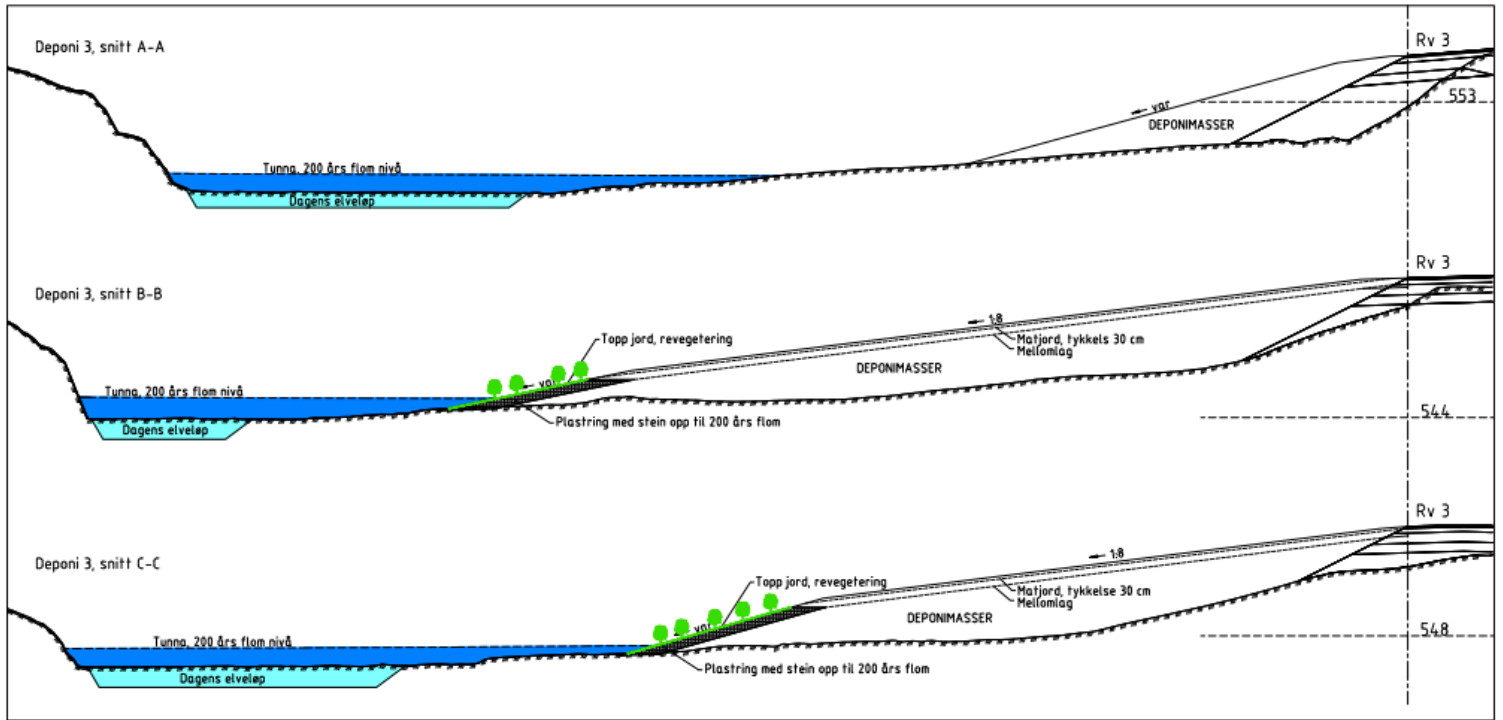 Deponi 3, snitt A-A
Rv 3
553
var
DEPONIMASSER
Tunna, 200 års flom nivå
Dagens elveløp
Deponi 3, snitt B-B
Rv 3
1:8
Topp jord, revegetering
Matjord, tykkels 30 cm
Mellomlag
DEPONIMASSER
var
Tunna, 200 års flom nivå
544
Plastring med stein opp til 200 års flom
Dagens elveløp
Deponi 3, snitt C-C
Rv 3
1:8
Topp jord, revegetering
Matjord, tykkelse 30 cm
Mellomlag
DEPONIMASSER
var
548
Tunna, 200 års flom nivå
Plastring med stein opp til 200 års flom
Dagens elveløp